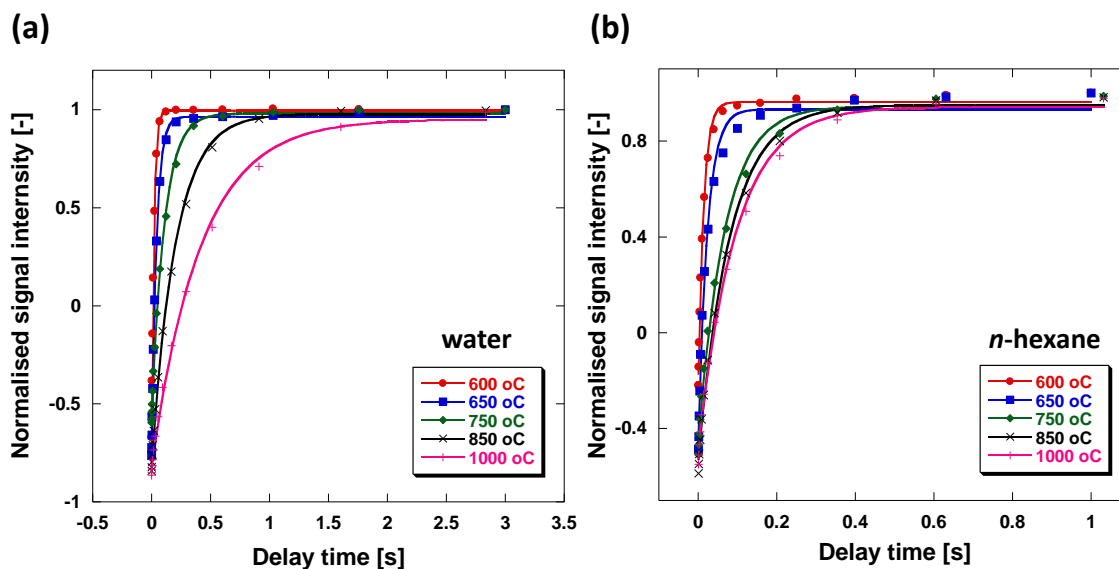 (a)
Normalised signal internsity [-]
1
0.5
0
-0.5
-1
-0.5 0 0.5 1 1.5 2 2.5 3 3.5
Delay time [s]
water
600 oC
650 oC
750 oC
850 oC
1000 oC
(b)
Normalised signal internsity [-]
0.8
0.4
0
-0.4
0 0.2 0.4 0.6 0.8 1
Delay time [s]
n-hexane
600 oC
650 oC
750 oC
850 oC
1000 oC